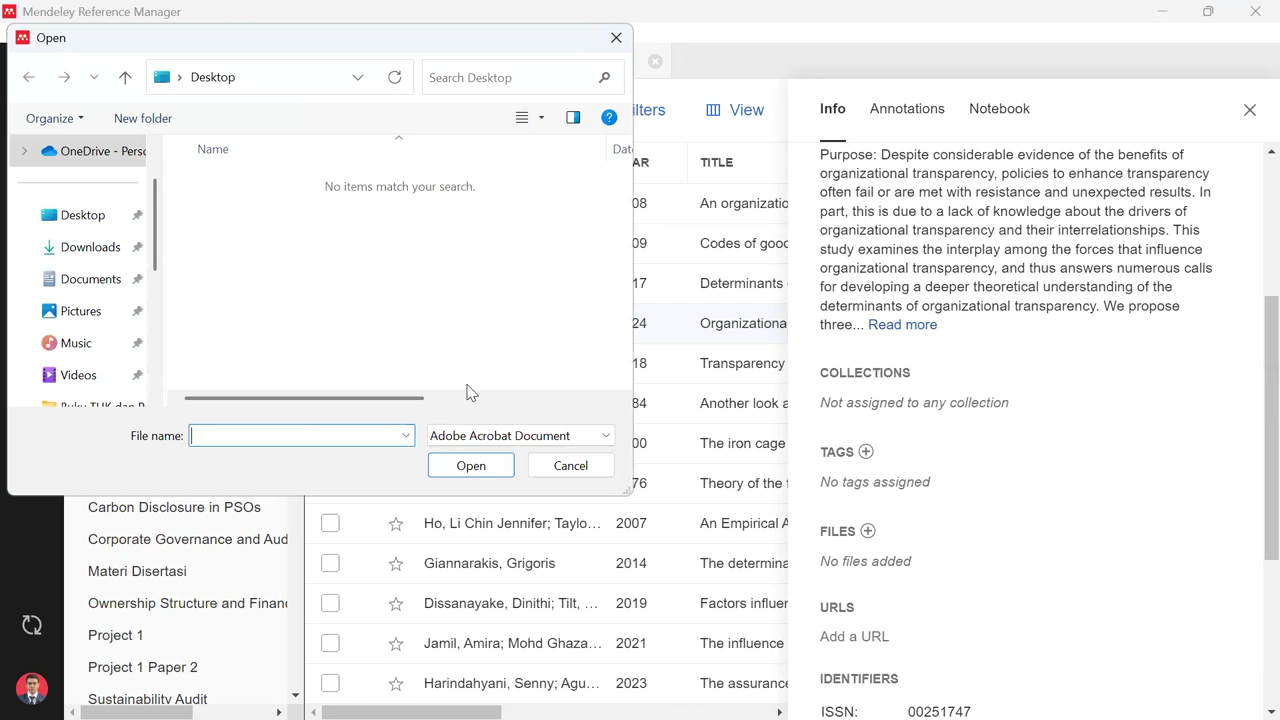 Mendeley Reference Manager
Open
Desktop
Search Desktop
Organize
New folder
Name
Date
No items match your search.
OneDrive - Perso
Desktop
Downloads
Documents
Pictures
Music
Videos
File name:
Adobe Acrobat Document
Open
Cancel
ilters
View
AR
TITLE
08 An organizatio
09 Codes of good
17 Determinants
24 Organizationa
18 Transparency
84 Another look a
00 The iron cage
76 Theory of the
Ho, Li Chin Jennifer; Taylo... 2007 An Empirical A
Giannarakis, Grigoris 2014 The determina
Dissanayake, Dinithi; Tilt, ... 2019 Factors influen
Jamil, Amira; Mohd Ghaza... 2021 The influence
Harindahyani, Senny; Agu... 2023 The assurance
Carbon Disclosure in PSOs
Corporate Governance and Aud
Materi Disertasi
Ownership Structure and Financ
Project 1
Project 1 Paper 2
Sustainability Audit
Info
Annotations
Notebook
Purpose: Despite considerable evidence of the benefits of
organizational transparency, policies to enhance transparency
often fail or are met with resistance and unexpected results. In
part, this is due to a lack of knowledge about the drivers of
organizational transparency and their interrelationships. This
study examines the interplay among the forces that influence
organizational transparency, and thus answers numerous calls
for developing a deeper theoretical understanding of the
determinants of organizational transparency. We propose
three... Read more
COLLECTIONS
Not assigned to any collection
TAGS
No tags assigned
FILES
No files added
URLS
Add a URL
IDENTIFIERS
ISSN: 00251747